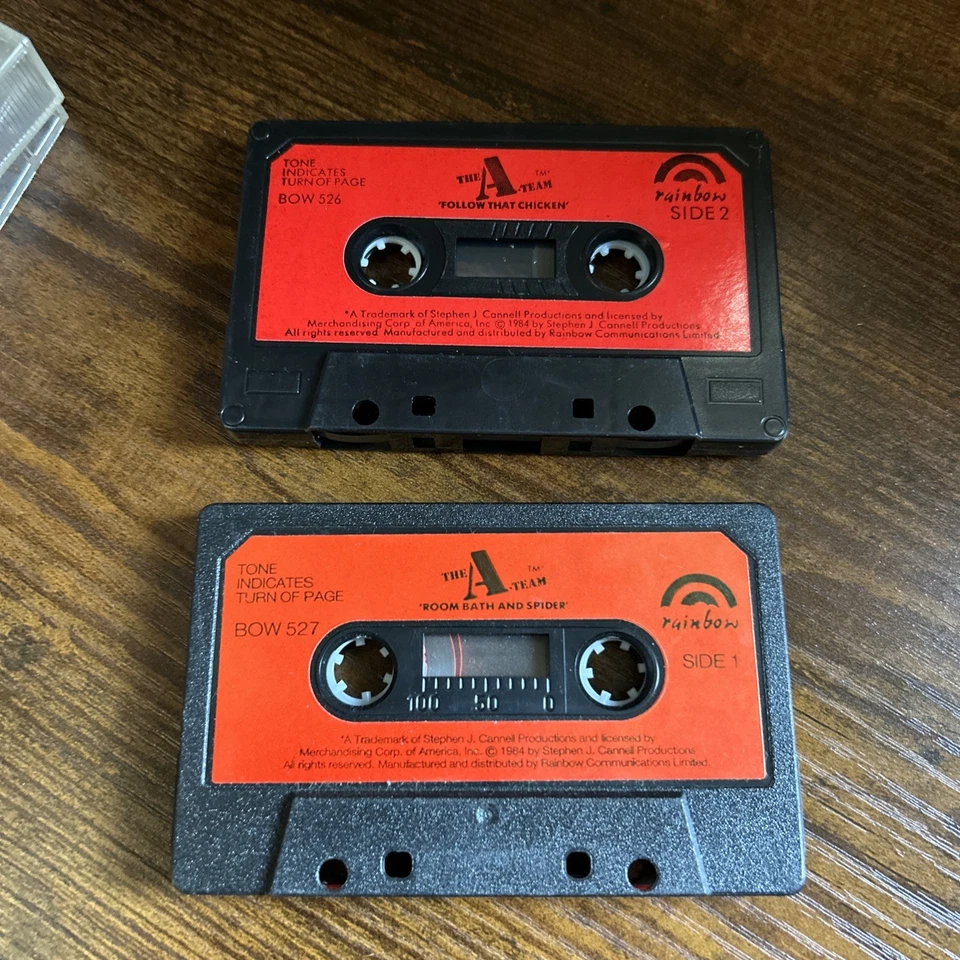 TONE
INDICATES
TURN OF PAGE
BOW 526
THE A-TEAM TM*
'FOLLOW THAT CHICKEN'
rainbow
SIDE 2
*A Trademark of Stephen J. Cannell Productions and licensed by
Merchandising Corp. of America, Inc. © 1984 by Stephen J. Cannell Productions
All rights reserved. Manufactured and distributed by Rainbow Communications Limited.
TONE
INDICATES
TURN OF PAGE
BOW 527
THE A-TEAM TM*
'ROOM BATH AND SPIDER'
rainbow
SIDE 1
100 50 0
*A Trademark of Stephen J. Cannell Productions and licensed by
Merchandising Corp. of America, Inc. © 1984 by Stephen J. Cannell Productions
All rights reserved. Manufactured and distributed by Rainbow Communications Limited.